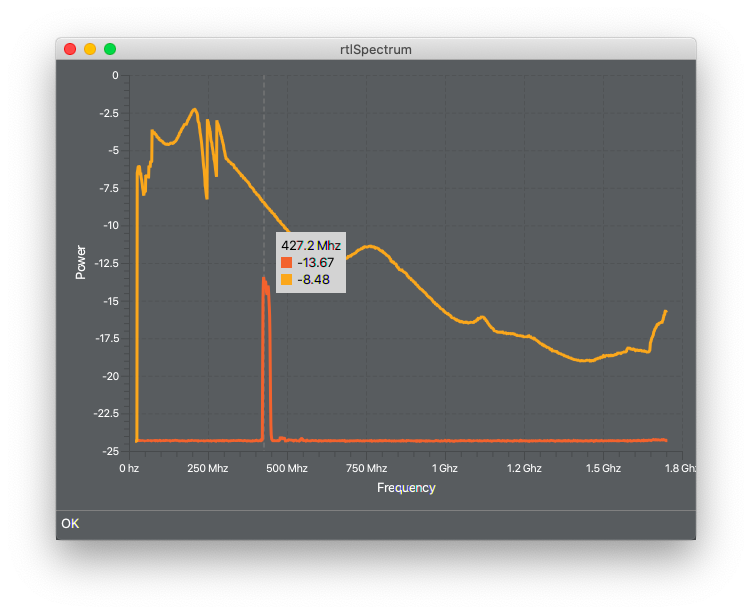 rtlSpectrum
0
-2.5
-5
-7.5
-10
-12.5
-15
-17.5
-20
-22.5
-25
Power
427.2 Mhz
-13.67
-8.48
0 hz 250 Mhz 500 Mhz 750 Mhz 1 Ghz 1.2 Ghz 1.5 Ghz 1.8 Gh
Frequency
OK